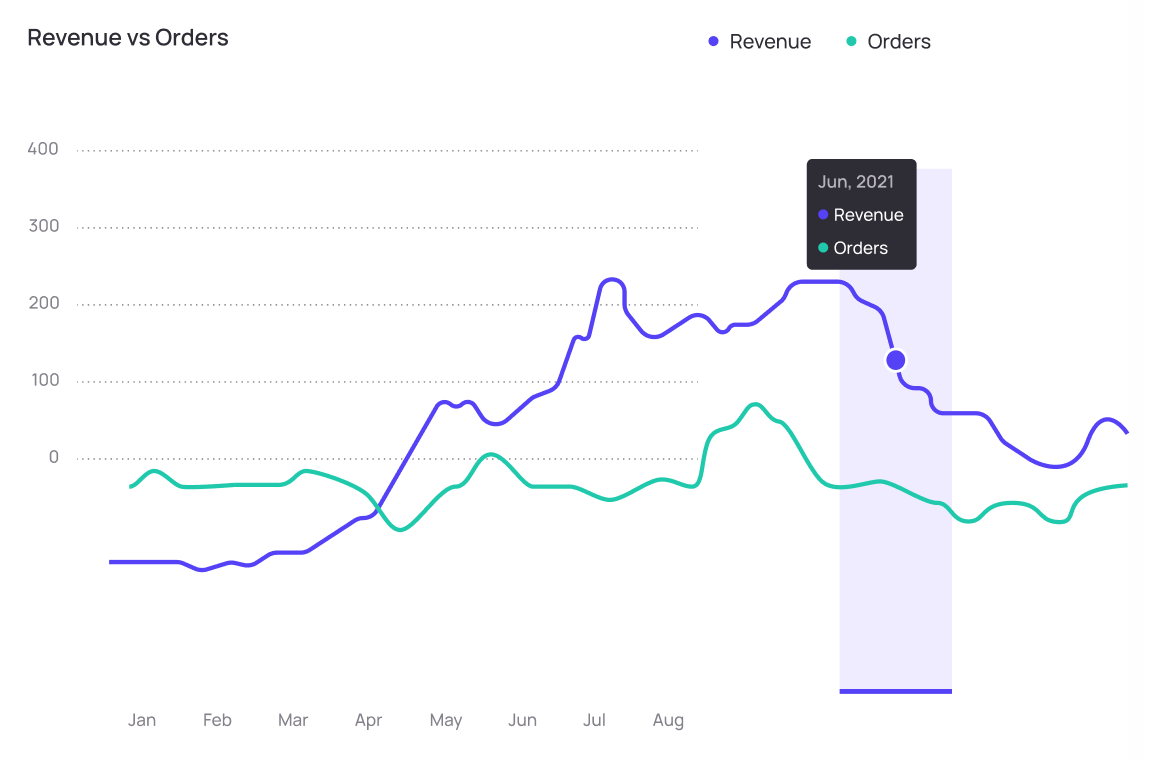 Revenue vs Orders
Revenue
Orders
400
300
200
100
0
Jun, 2021
Revenue
Orders
Jan Feb Mar Apr May Jun Jul Aug